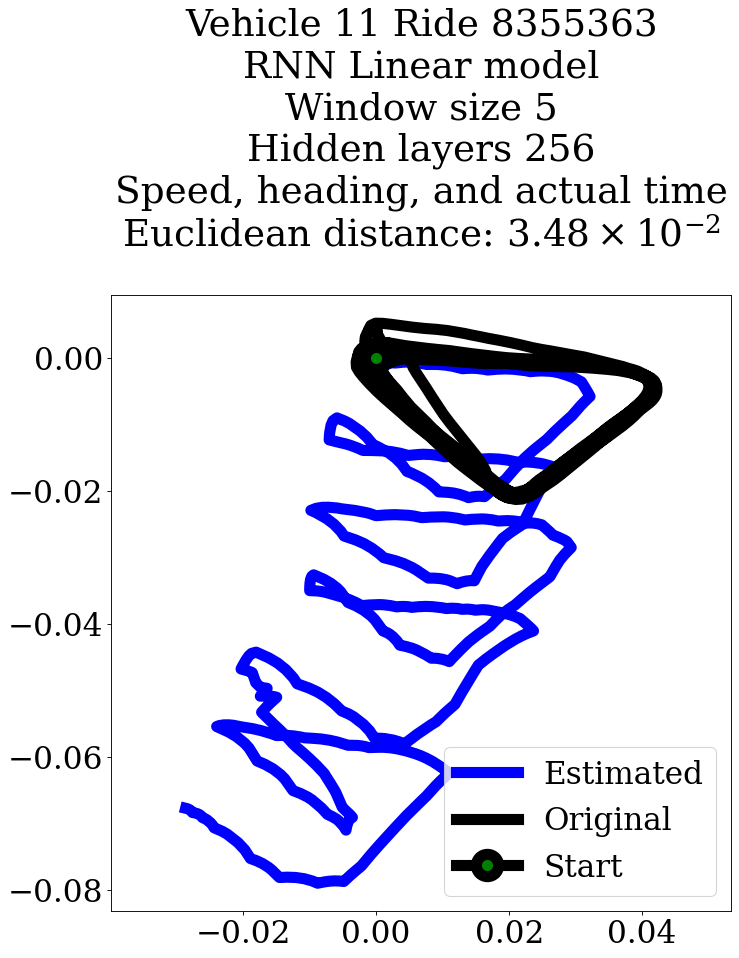 Vehicle 11 Ride 8355363
RNN Linear model
Window size 5
Hidden layers 256
Speed, heading, and actual time
Euclidean distance: 3.48 × 10⁻²
0.00
−0.02
−0.04
−0.06
−0.08
Estimated
Original
Start
−0.02 0.00 0.02 0.04